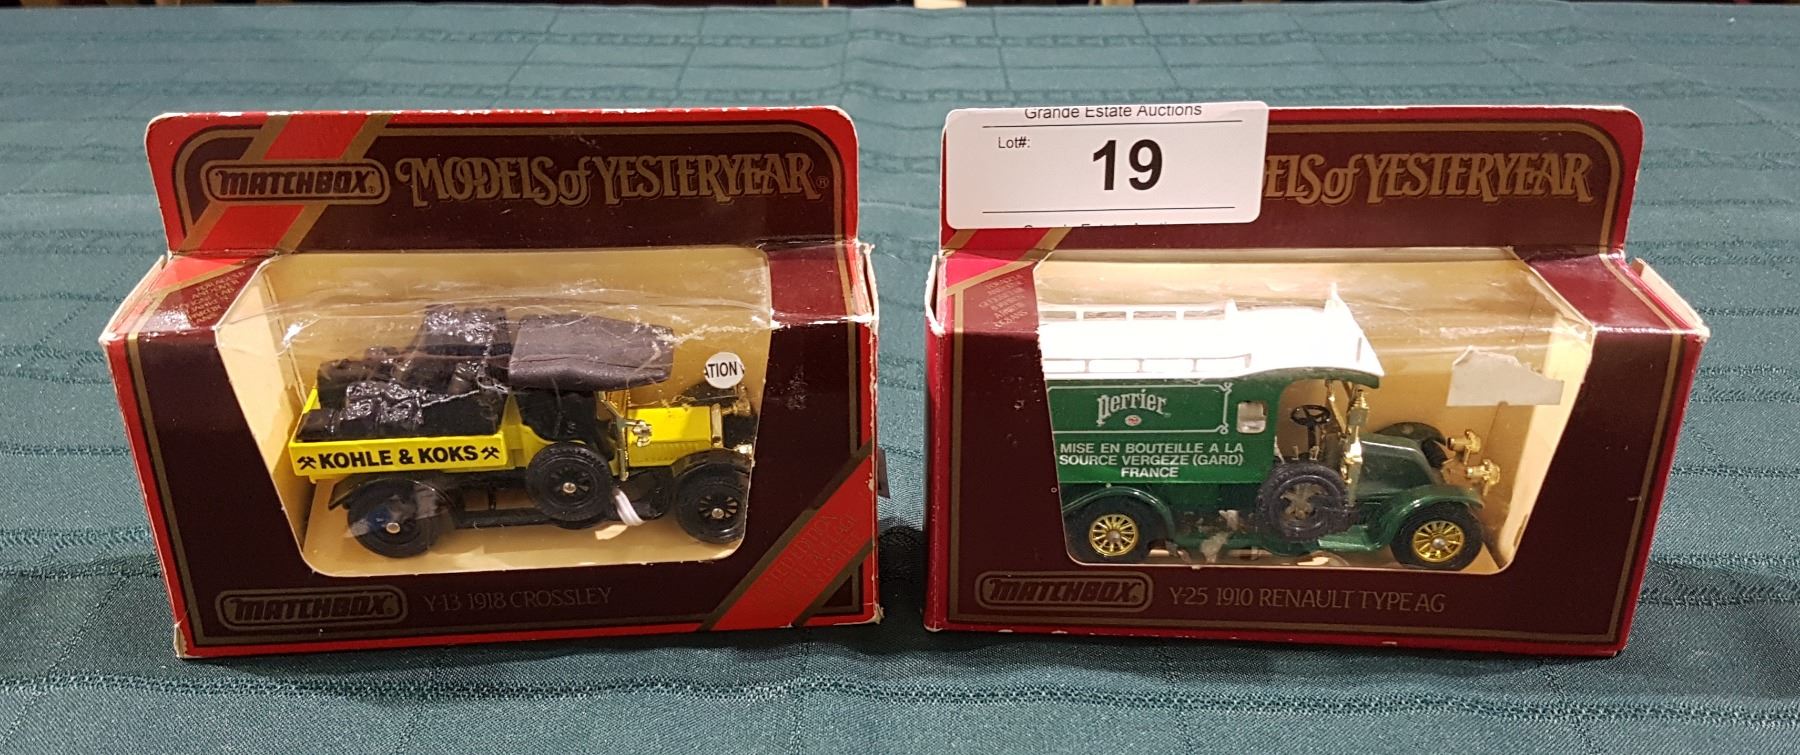 MATCHBOX MODELS of YESTERYEAR®
ATION
KOHLE & KOKS
MATCHBOX Y-13 1918 CROSSLEY
Grande Estate Auctions
Lot#:
19
ELS of YESTERYEAR
perrier
MISE EN BOUTEILLE A LA
SOURCE VERGEZE (GARD)
FRANCE
MATCHBOX Y-25 1910 RENAULT TYPE AG